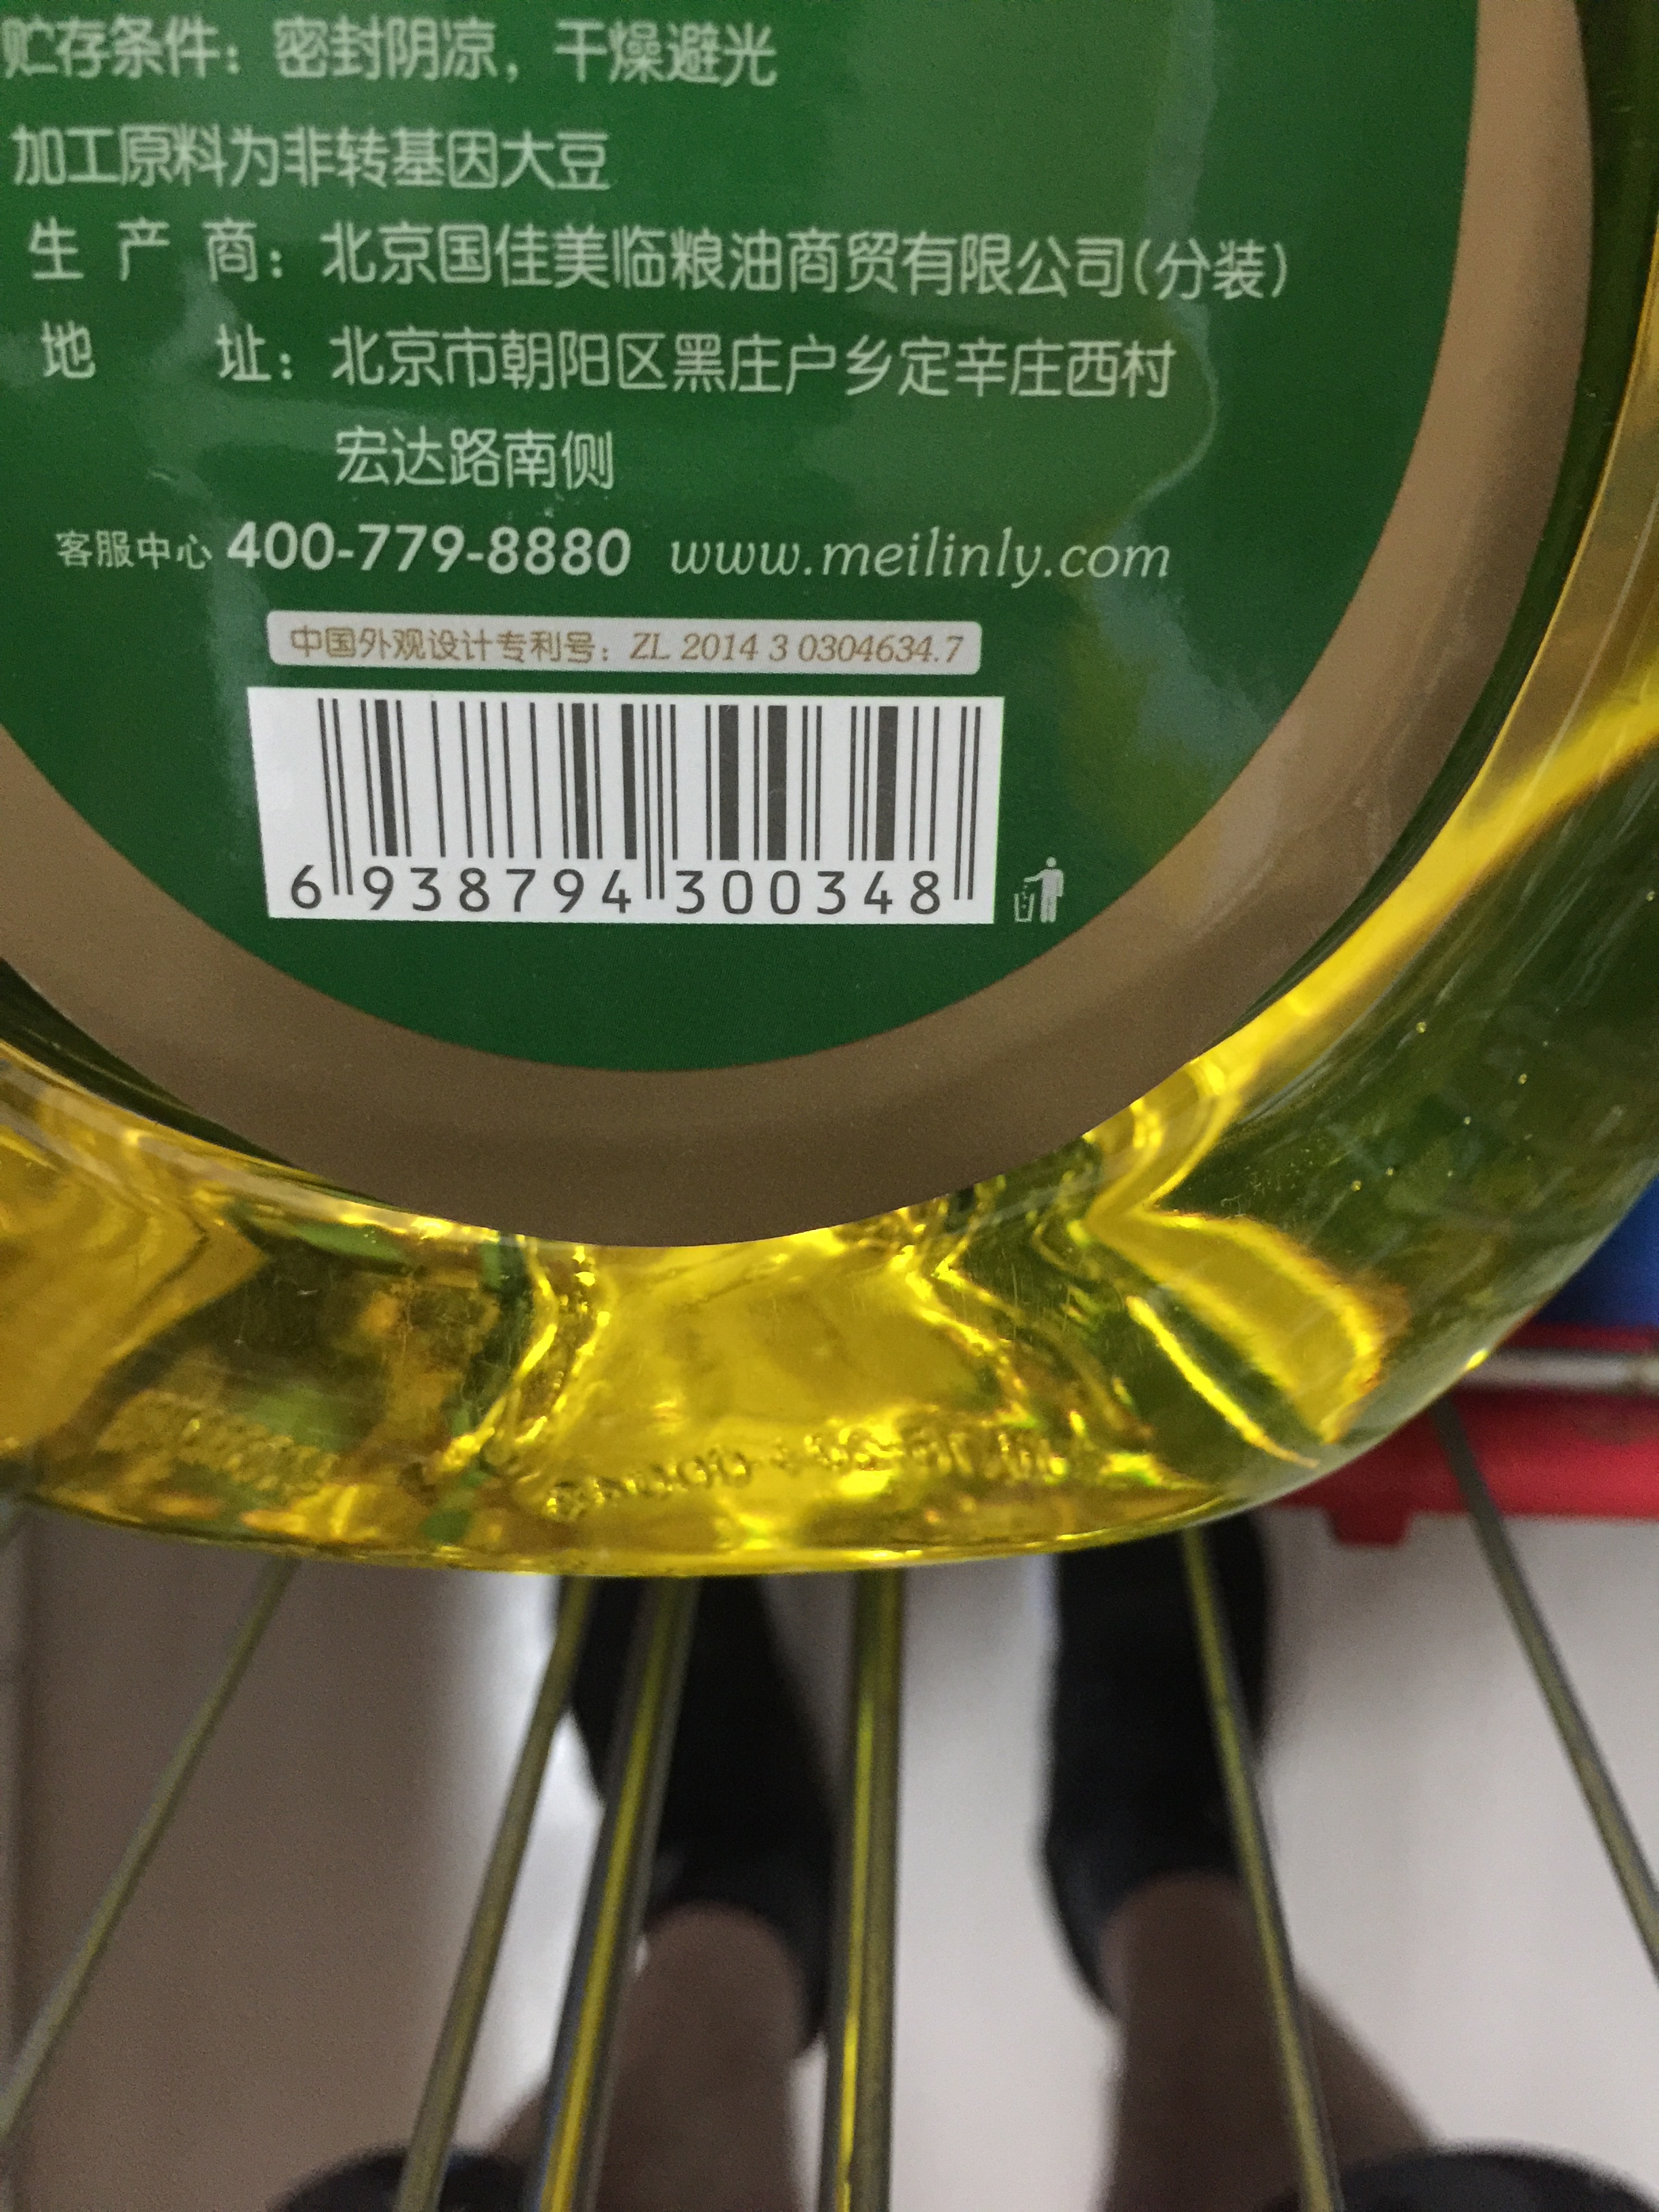 贮存条件：密封阴凉，干燥避光
加工原料为非转基因大豆
生产商：北京国佳美临粮油商贸有限公司(分装)
地址：北京市朝阳区黑庄户乡定辛庄西村
宏达路南侧
客服中心 400-779-8880 www.meilinly.com
中国外观设计专利号：ZL 2014 3 0304634.7
6 938794 300348